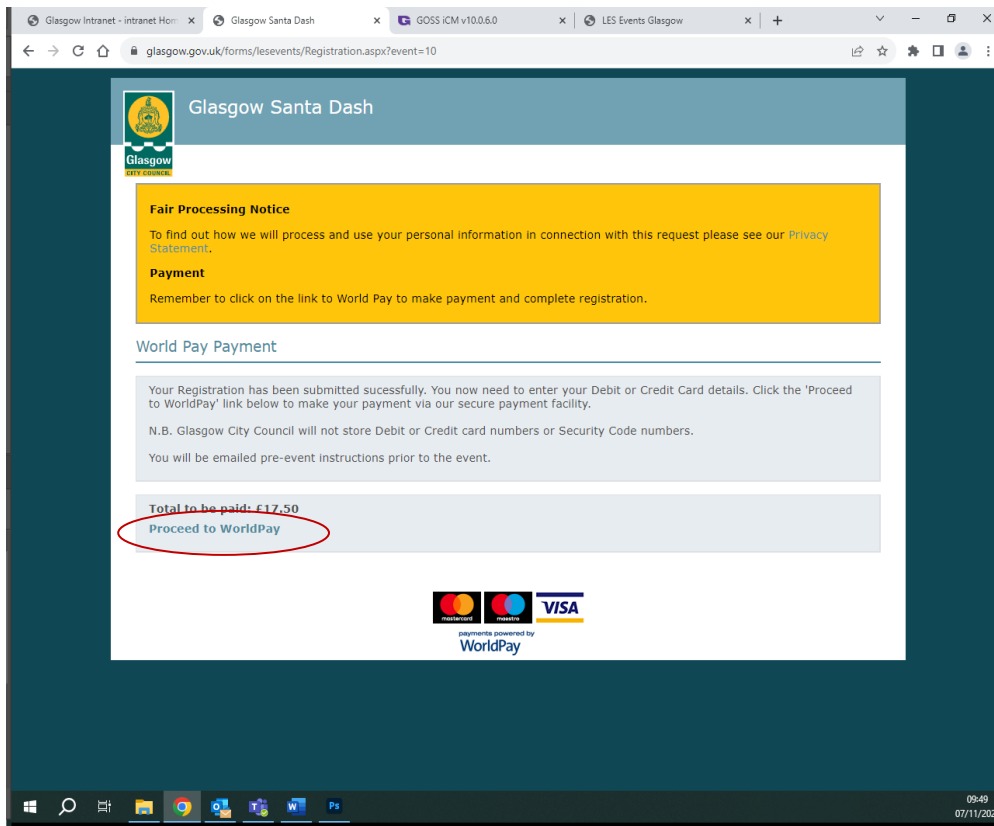 Glasgow Intranet - intranet Hom
Glasgow Santa Dash
GOSS iCM v10.0.6.0
LES Events Glasgow
glasgow.gov.uk/forms/lesevents/Registration.aspx?event=10
Glasgow Santa Dash
Glasgow
CITY COUNCIL
Fair Processing Notice
To find out how we will process and use your personal information in connection with this request please see our Privacy
Statement.
Payment
Remember to click on the link to World Pay to make payment and complete registration.
World Pay Payment
Your Registration has been submitted sucessfully. You now need to enter your Debit or Credit Card details. Click the 'Proceed
to WorldPay' link below to make your payment via our secure payment facility.
N.B. Glasgow City Council will not store Debit or Credit card numbers or Security Code numbers.
You will be emailed pre-event instructions prior to the event.
Total to be paid: £17.50
Proceed to WorldPay
mastercard
maestro
VISA
payments powered by
WorldPay
W
Ps
09:49
07/11/202